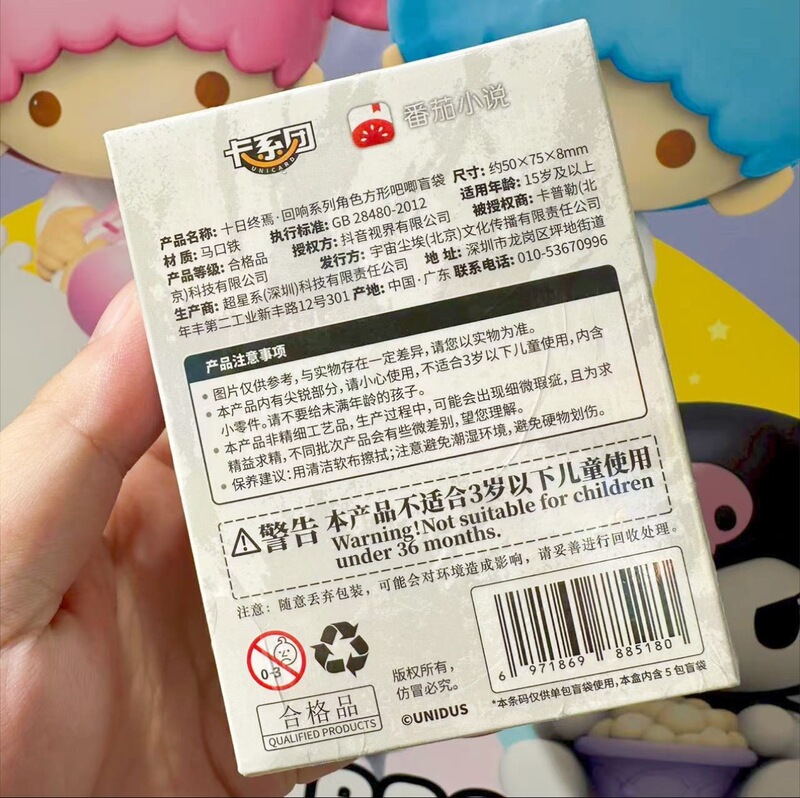 卡系团
UNICARD
番茄小说
产品名称: 十日终焉·回响系列角色方形吧唧盲袋 尺寸: 约50×75×8mm
材 质: 马口铁 执行标准: GB 28480-2012 适用年龄: 15岁及以上
产品等级: 合格品 授权方: 抖音视界有限公司 被授权商: 卡普勒(北
京)科技有限公司 发行方: 宇宙尘埃(北京)文化传播有限公司
生产商: 超星系(深圳)科技有限责任公司 地 址: 深圳市龙岗区坪地街道
年丰第二工业新丰路12号301 产地: 中国·广东 联系电话: 010-53670996
产品注意事项
• 图片仅供参考,与实物存在一定差异,请您以实物为准。
• 本产品内有尖锐部分,请小心使用,不适合3岁以下儿童使用,内含
小零件。请不要给未满年龄的孩子。
• 本产品非精细工艺品,生产过程中,可能会出现细微瑕疵,且为求
精益求精,不同批次产品会有些微差别,望您理解。
• 保养建议:用清洁软布擦拭;注意避免潮湿环境,避免硬物划伤。
警告 本产品不适合3岁以下儿童使用
Warning!Not suitable for children
under 36 months.
注意: 随意丢弃包装,可能会对环境造成影响,请妥善进行回收处理。
0-3
版权所有,
仿冒必究。
合格品
QUALIFIED PRODUCTS
©UNIDUS
6 971869 885180
*本条码仅供单包盲袋使用,本盒内含5包盲袋